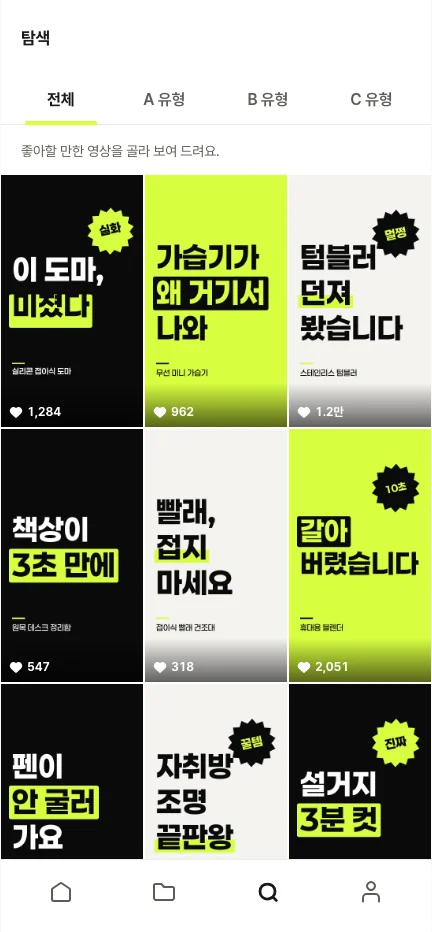 탐색
전체
A 유형
B 유형
C 유형
좋아할 만한 영상을 골라 보여 드려요.
실화
이 도마,
미쳤다
실리콘 접이식 도마
1,284
가습기가
왜 거기서
나와
무선 미니 가습기
962
멀쩡
텀블러
던져
봤습니다
스테인리스 텀블러
1.2만
책상이
3초 만에
원목 데스크 정리함
547
빨래,
접지
마세요
접이식 빨래 건조대
318
10초
갈아
버렸습니다
휴대용 블렌더
2,051
펜이
안 굴러
가요
꿀템
자취방
조명
끝판왕
진짜
설거지
3분 컷